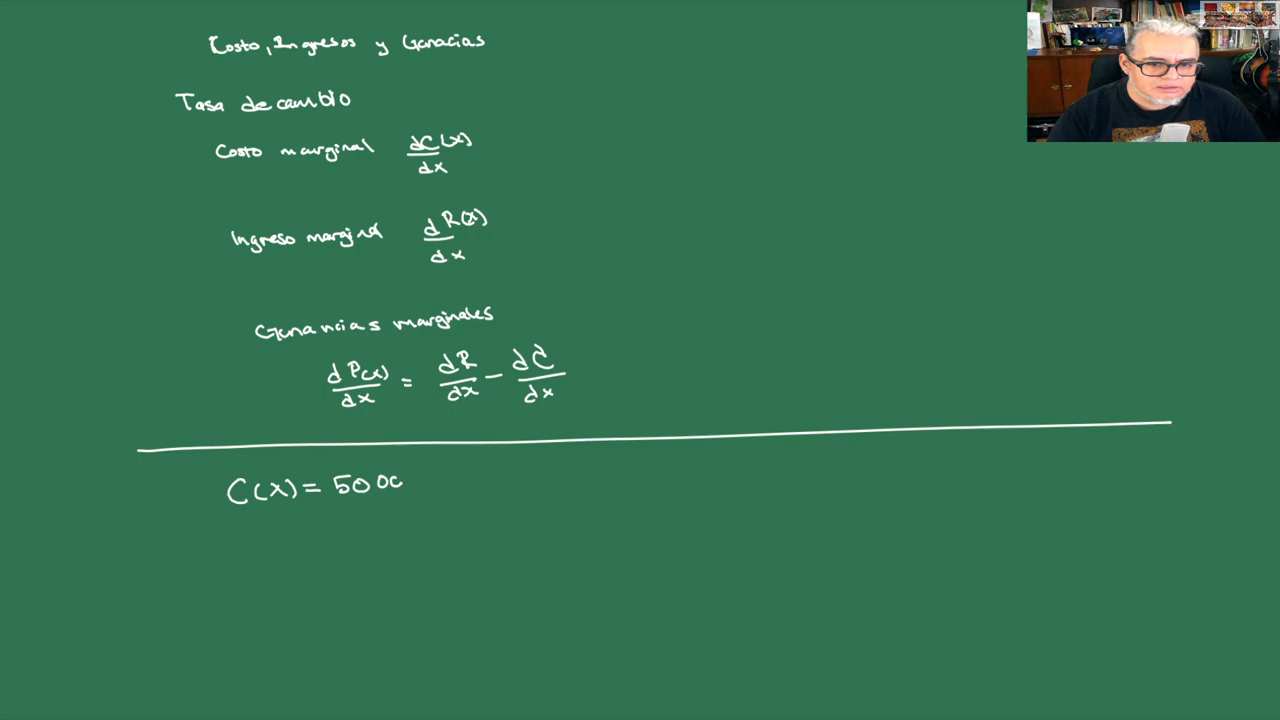 Costo, Ingresos y Ganacias
Tasa de cambio
Costo marginal dC(x)/dx
Ingreso marginal dR(x)/dx
Ganancias marginales
dP(x)/dx = dR/dx - dC/dx
C(x) = 5000